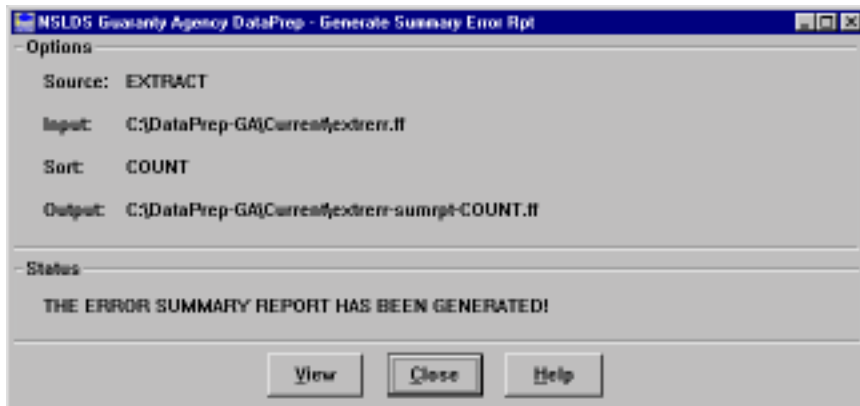 NSLDS Guaranty Agency DataPrep - Generate Summary Error Rpt
Options
Source: EXTRACT
Input: C:\DataPrep-GA\Current\extrerr.ff
Sort: COUNT
Output: C:\DataPrep-GA\Current\extrerr-sumrpt-COUNT.ff
Status
THE ERROR SUMMARY REPORT HAS BEEN GENERATED!
View Close Help